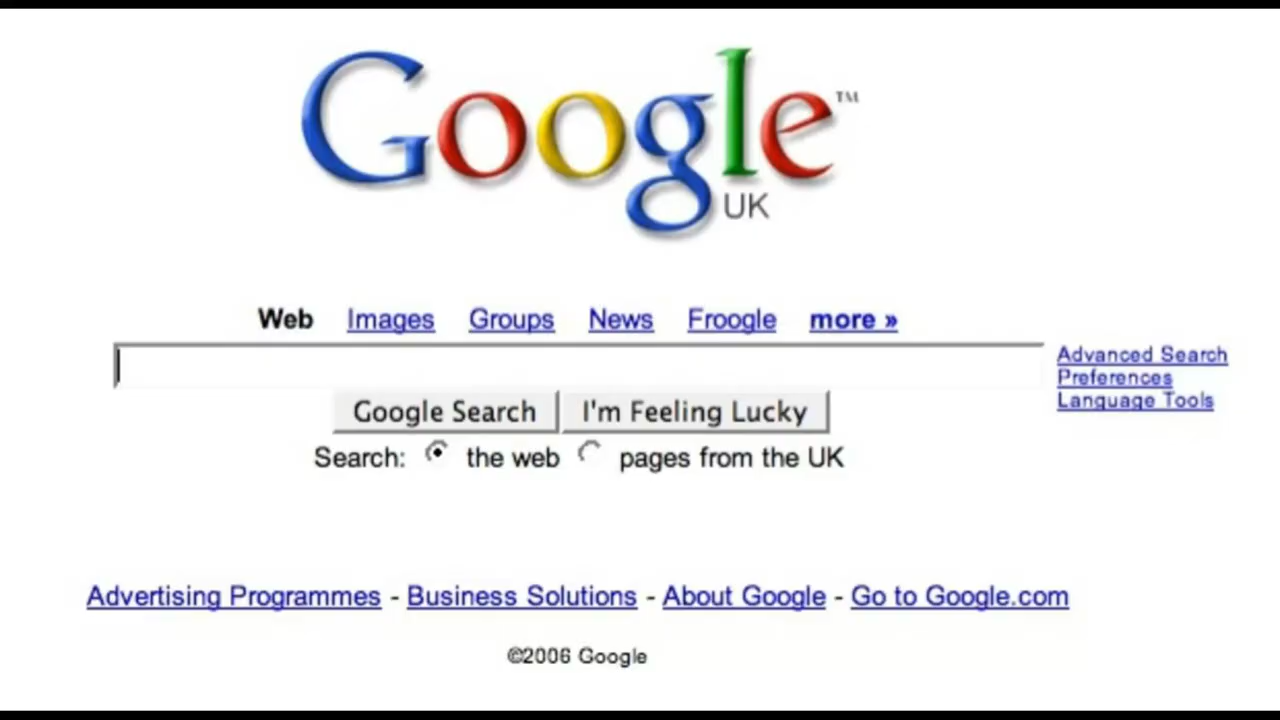 Google™
UK
Web Images Groups News Froogle more »
Advanced Search
Preferences
Language Tools
Google Search I'm Feeling Lucky
Search: the web pages from the UK
Advertising Programmes - Business Solutions - About Google - Go to Google.com
©2006 Google